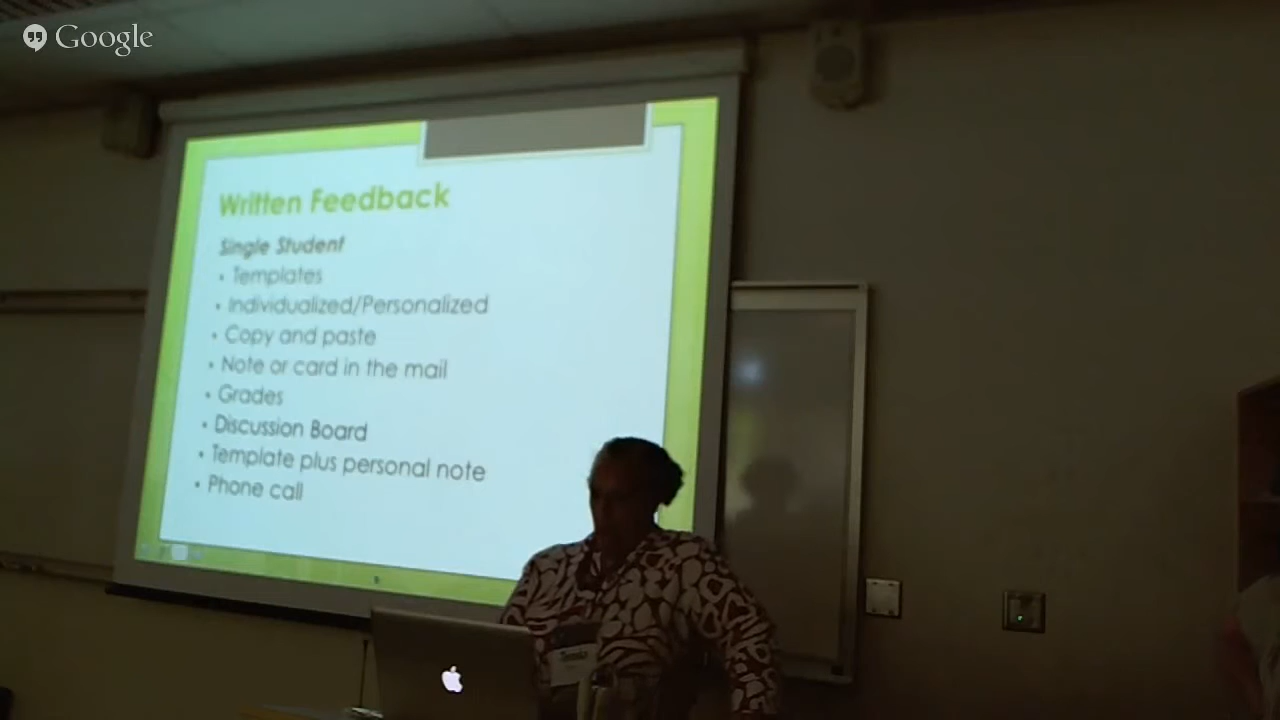 Google
Written Feedback
Single Student
• Templates
• Individualized/Personalized
• Copy and paste
• Note or card in the mail
• Grades
• Discussion Board
• Template plus personal note
• Phone call